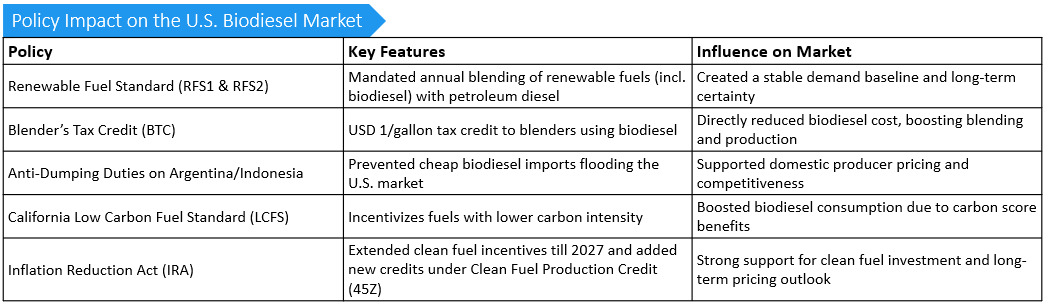 Policy Impact on the U.S. Biodiesel Market
Policy
Key Features
Influence on Market
Renewable Fuel Standard (RFS1 & RFS2)
Mandated annual blending of renewable fuels (incl.
biodiesel) with petroleum diesel
Created a stable demand baseline and long-term
certainty
Blender’s Tax Credit (BTC)
USD 1/gallon tax credit to blenders using biodiesel
Directly reduced biodiesel cost, boosting blending
and production
Anti-Dumping Duties on Argentina/Indonesia
Prevented cheap biodiesel imports flooding the
U.S. market
Supported domestic producer pricing and
competitiveness
California Low Carbon Fuel Standard (LCFS)
Incentivizes fuels with lower carbon intensity
Boosted biodiesel consumption due to carbon score
benefits
Inflation Reduction Act (IRA)
Extended clean fuel incentives till 2027 and added
new credits under Clean Fuel Production Credit
(45Z)
Strong support for clean fuel investment and long-
term pricing outlook